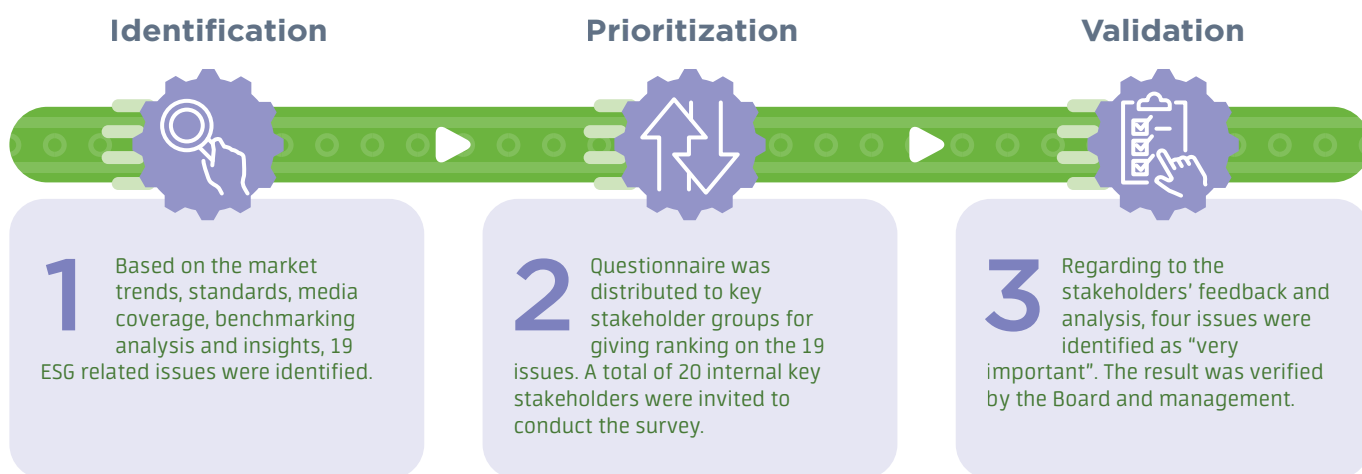 Identification
1
Based on the market
trends, standards, media
coverage, benchmarking
analysis and insights, 19
ESG related issues were identified.
Prioritization
2
Questionnaire was
distributed to key
stakeholder groups for
giving ranking on the 19
issues. A total of 20 internal key
stakeholders were invited to
conduct the survey.
Validation
3
Regarding to the
stakeholders’ feedback and
analysis, four issues were
identified as “very
important”. The result was verified
by the Board and management.